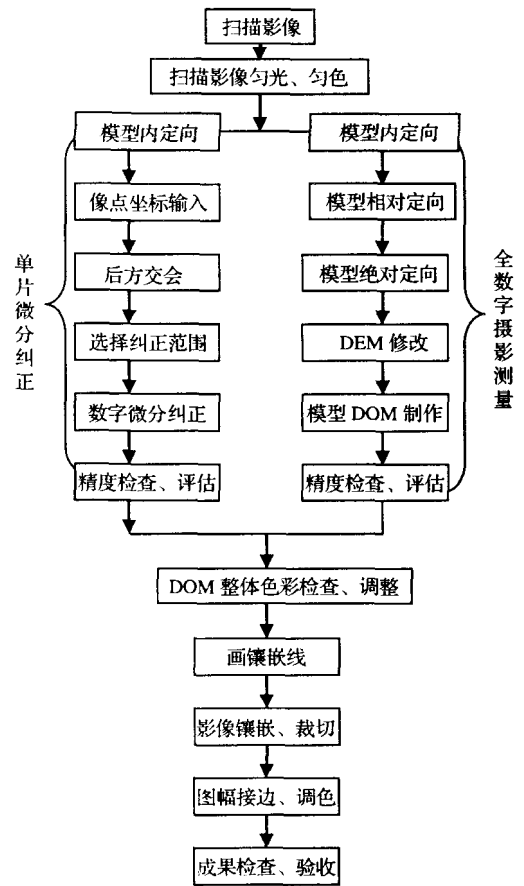 扫描影像
扫描影像匀光、匀色
单片微分纠正
模型内定向
像点坐标输入
后方交会
选择纠正范围
数字微分纠正
精度检查、评估
模型内定向
模型相对定向
模型绝对定向
DEM 修改
模型 DOM 制作
精度检查、评估
全数字摄影测量
DOM 整体色彩检查、调整
画镶嵌线
影像镶嵌、裁切
图幅接边、调色
成果检查、验收